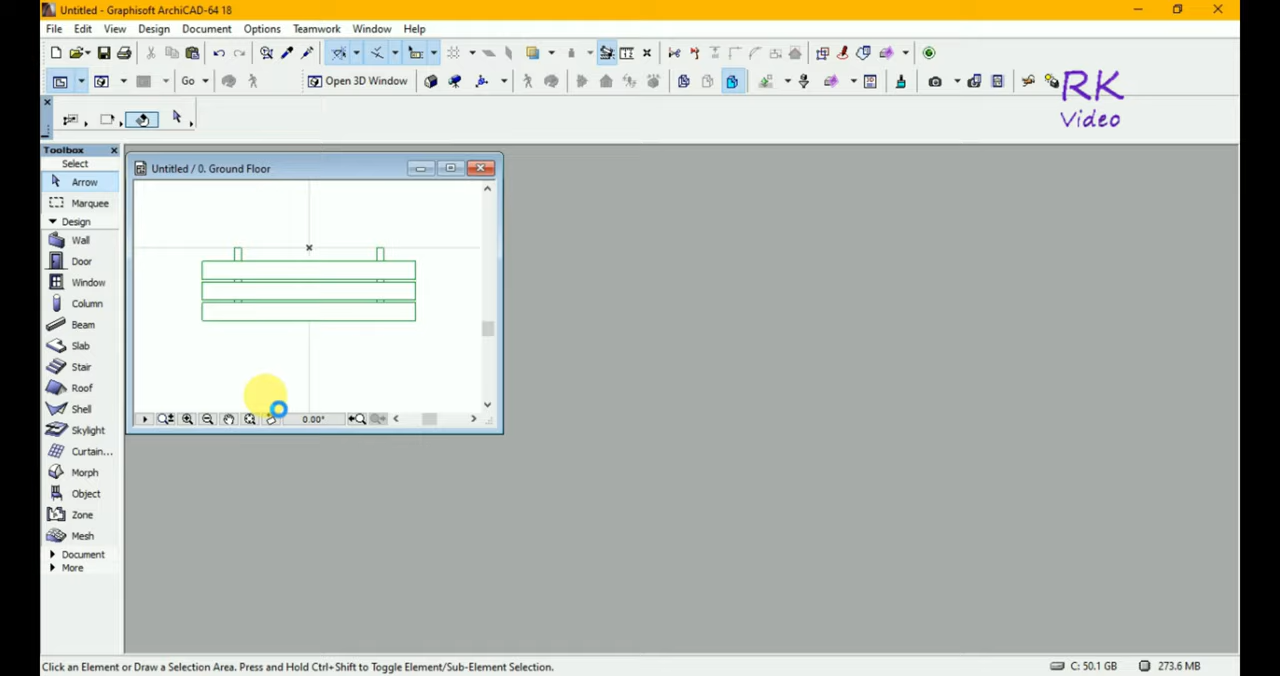 Untitled - Graphisoft ArchiCAD-64 18
File Edit View Design Document Options Teamwork Window Help
Go
Open 3D Window
RK
Video
Toolbox
Select
Arrow
Marquee
Design
Wall
Door
Window
Column
Beam
Slab
Stair
Roof
Shell
Skylight
Curtain...
Morph
Object
Zone
Mesh
Document
More
Untitled / 0. Ground Floor
0.00°
Click an Element or Draw a Selection Area. Press and Hold Ctrl+Shift to Toggle Element/Sub-Element Selection.
C: 50.1 GB
273.6 MB